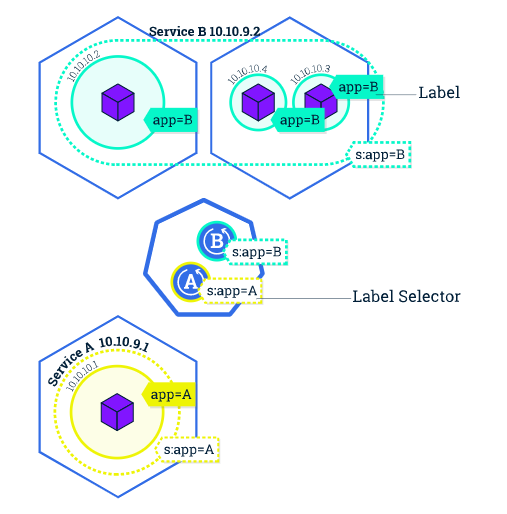 Service B 10.10.9.2
10.10.10.2
10.10.10.4
10.10.10.3
app=B
Label
app=B
app=B
s:app=B
B
s:app=B
A
s:app=A
Label Selector
Service A 10.10.9.1
10.10.10.1
app=A
s:app=A